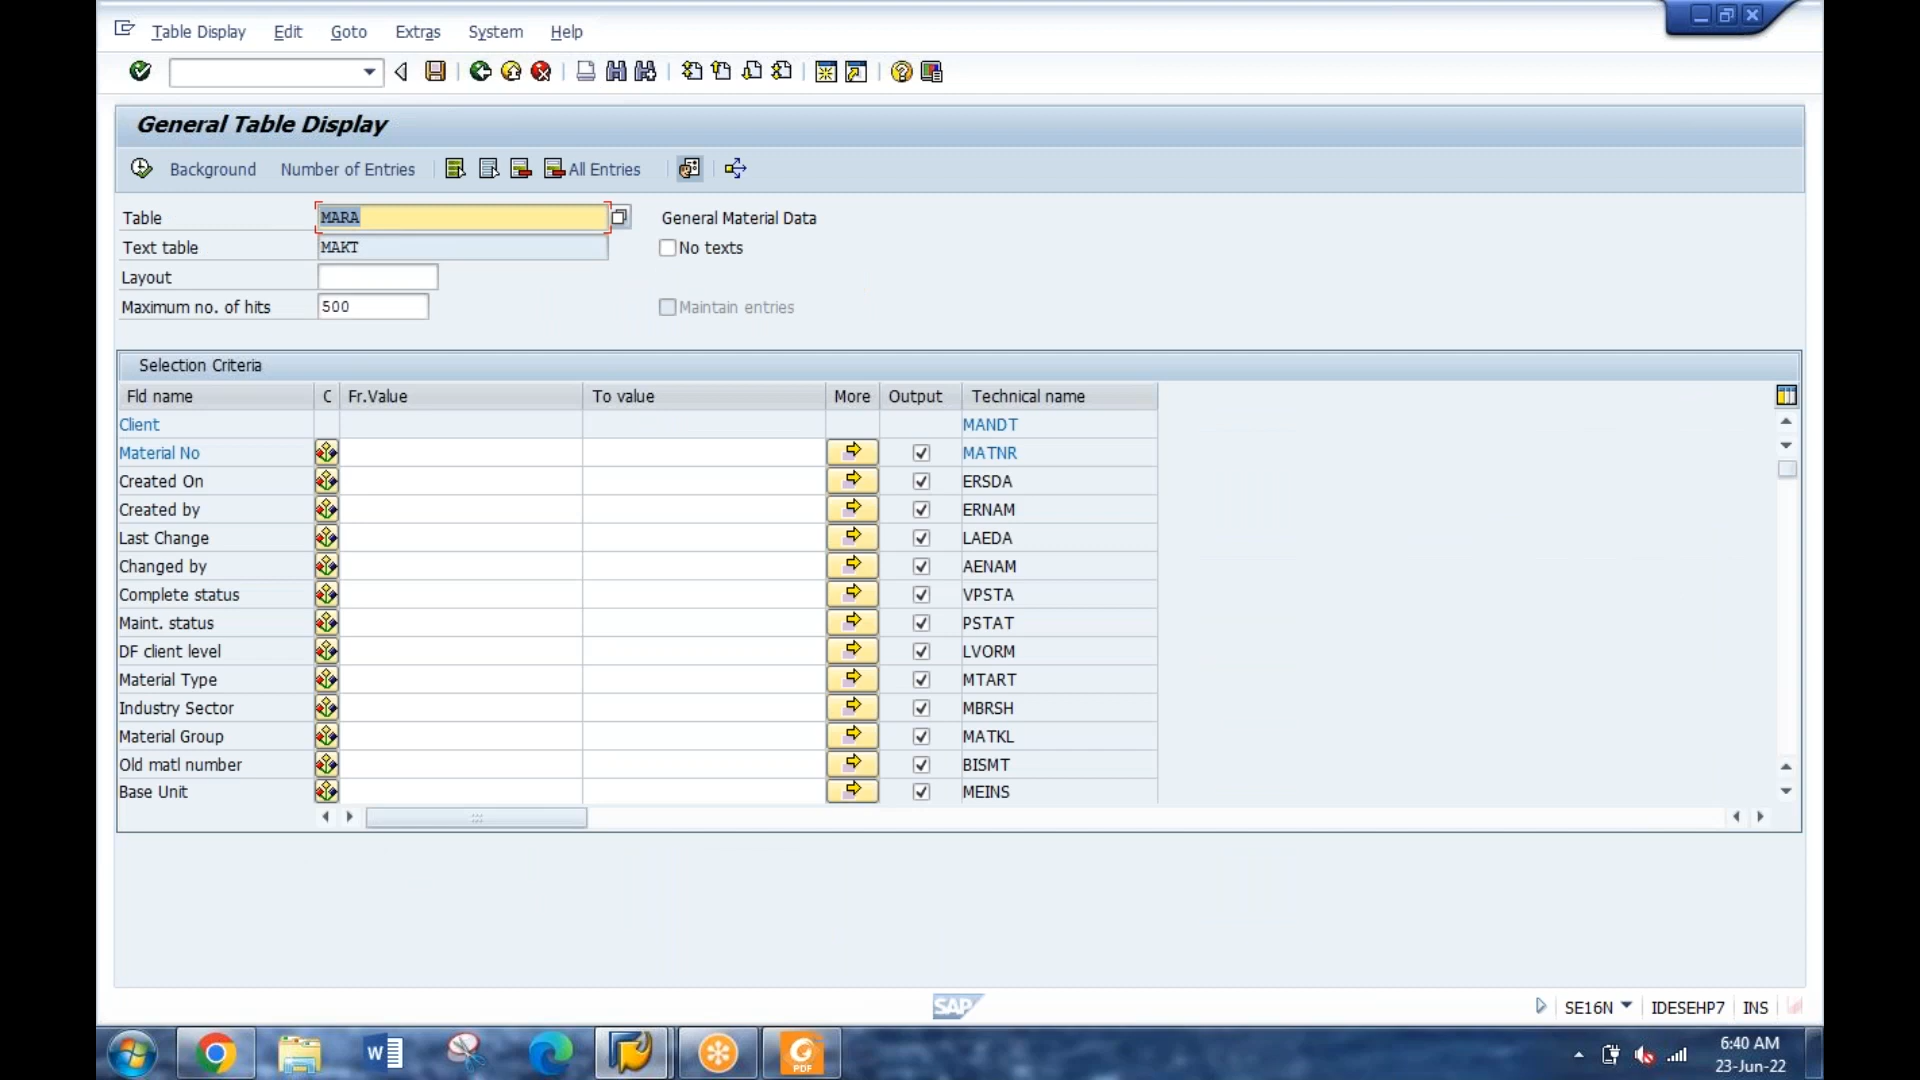 Table Display Edit Goto Extras System Help
General Table Display
Background Number of Entries All Entries
Table MARA General Material Data
Text table MAKT No texts
Layout
Maximum no. of hits 500 Maintain entries
Selection Criteria
Fld name C Fr.Value To value More Output Technical name
Client MANDT
Material No MATNR
Created On ERSDA
Created by ERNAM
Last Change LAEDA
Changed by AENAM
Complete status VPSTA
Maint. status PSTAT
DF client level LVORM
Material Type MTART
Industry Sector MBRSH
Material Group MATKL
Old matl number BISMT
Base Unit MEINS
SAP SE16N IDESEHP7 INS
W PDF 6:40 AM
23-Jun-22